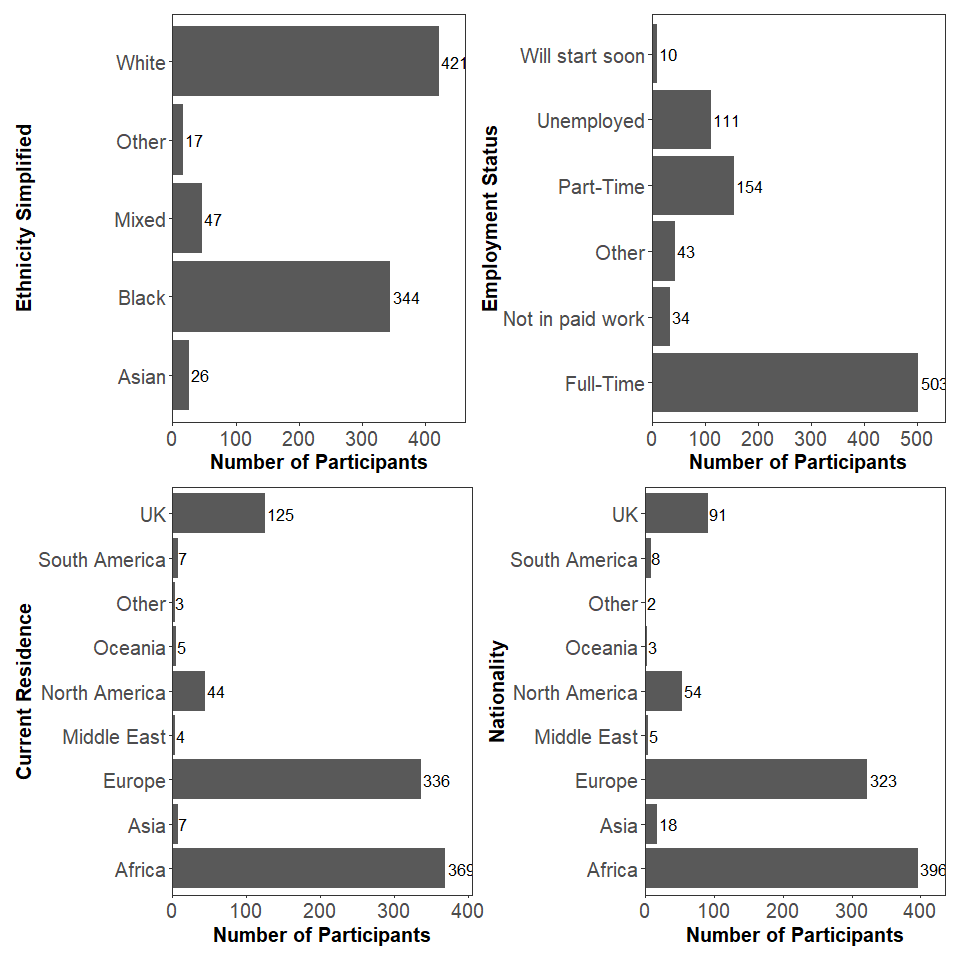 Ethnicity Simplified
White
421
Other
17
Mixed
47
Black
344
Asian
26
0 100 200 300 400
Number of Participants
Employment Status
Will start soon
10
Unemployed
111
Part-Time
154
Other
43
Not in paid work
34
Full-Time
503
0 100 200 300 400 500
Number of Participants
Current Residence
UK
125
South America
7
Other
3
Oceania
5
North America
44
Middle East
4
Europe
336
Asia
7
Africa
369
0 100 200 300 400
Number of Participants
Nationality
UK
91
South America
8
Other
2
Oceania
3
North America
54
Middle East
5
Europe
323
Asia
18
Africa
396
0 100 200 300 400
Number of Participants